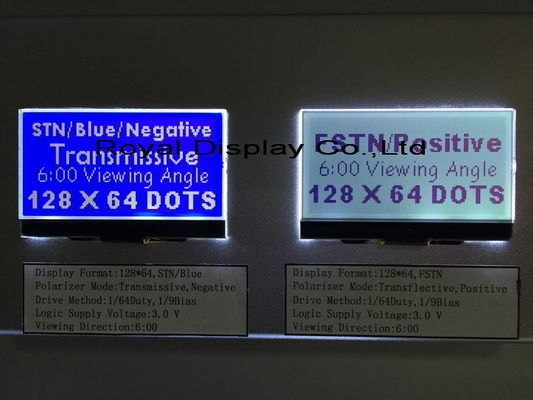 STN/Blue/Negative
Transmissive
6:00 Viewing Angle
128 X 64 DOTS
FSTN/Positive
6:00 Viewing Angle
128 X 64 DOTS
Royal Display Co.,Ltd
Display Format:128*64,STN/Blue
Polarizer Mode:Transmissive,Negative
Drive Method:1/64Duty,1/9Bias
Logic Supply Voltage:3.0 V
Viewing Direction:6:00
Display Format:128*64,FSTN
Polarizer Mode:Transflective,Positive
Drive Method:1/64Duty,1/9Bias
Logic Supply Voltage:3.0 V
Viewing Direction:6:00